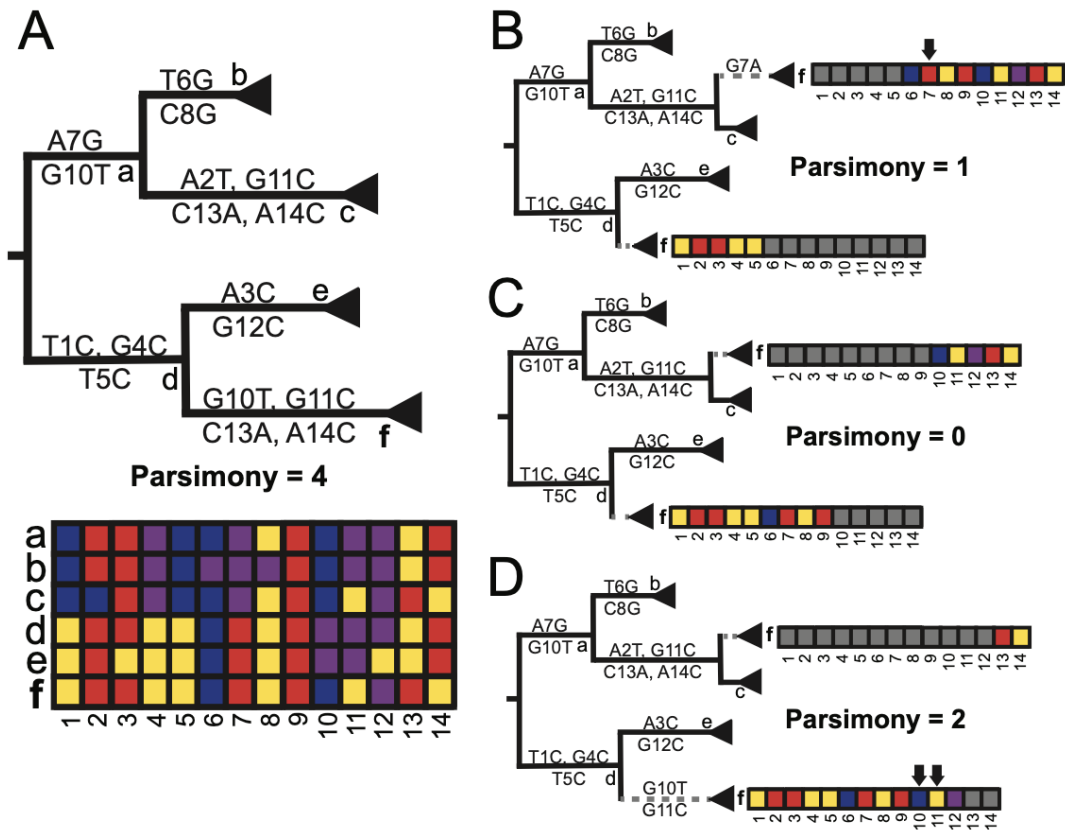 A
T6G b
C8G
A7G
G10T a
A2T, G11C
C13A, A14C c
A3C e
G12C
T1C, G4C
T5C d
G10T, G11C
C13A, A14C f
Parsimony = 4
a
b
c
d
e
f
1 2 3 4 5 6 7 8 9 10 11 12 13 14
B
T6G b
C8G
A7G
G10T a
G7A
f
1 2 3 4 5 6 7 8 9 10 11 12 13 14
A2T, G11C
C13A, A14C
c
Parsimony = 1
A3C e
G12C
T1C, G4C
T5C d
f
1 2 3 4 5 6 7 8 9 10 11 12 13 14
C
T6G b
C8G
A7G
G10T a
f
1 2 3 4 5 6 7 8 9 10 11 12 13 14
A2T, G11C
C13A, A14C
c
Parsimony = 0
A3C e
G12C
T1C, G4C
T5C d
f
1 2 3 4 5 6 7 8 9 10 11 12 13 14
D
T6G b
C8G
A7G
G10T a
f
1 2 3 4 5 6 7 8 9 10 11 12 13 14
A2T, G11C
C13A, A14C
c
Parsimony = 2
A3C e
G12C
T1C, G4C
T5C d
G10T
G11C
f
1 2 3 4 5 6 7 8 9 10 11 12 13 14